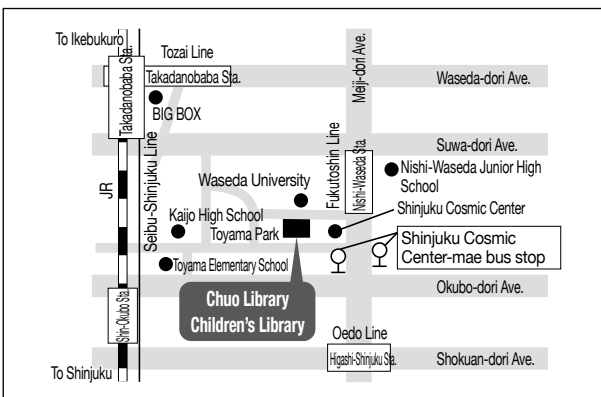 To Ikebukuro
Tozai Line
Takadanobaba Sta.
Takadanobaba Sta.
BIG BOX
Meiji-dori Ave.
Waseda-dori Ave.
Suwa-dori Ave.
JR
Seibu-Shinjuku Line
Waseda University
Fukutoshin Line
Nishi-Waseda Sta.
Nishi-Waseda Junior High
School
Kaijo High School
Toyama Park
Shinjuku Cosmic Center
Shinjuku Cosmic
Center-mae bus stop
Toyama Elementary School
Chuo Library
Children's Library
Okubo-dori Ave.
Shin-Okubo Sta.
Oedo Line
Higashi-Shinjuku Sta.
Shokuan-dori Ave.
To Shinjuku